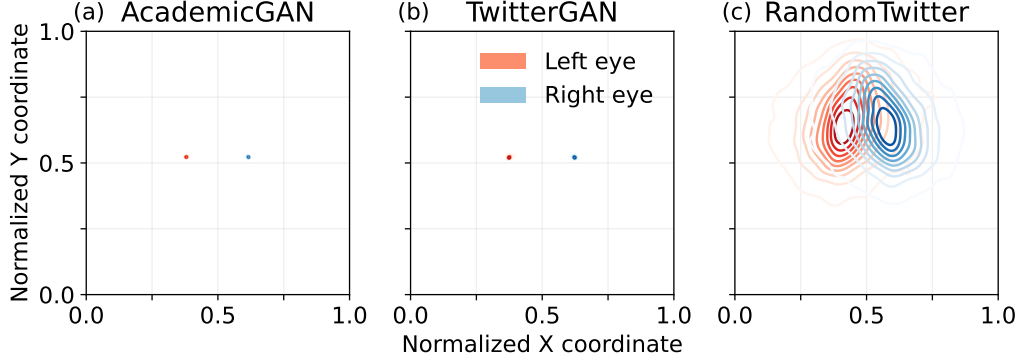 (a) AcademicGAN
(b) TwitterGAN
(c) RandomTwitter
Normalized Y coordinate
1.0
0.5
0.0
Left eye
Right eye
0.0 0.5 1.0
0.0 0.5 1.0
0.0 0.5 1.0
Normalized X coordinate